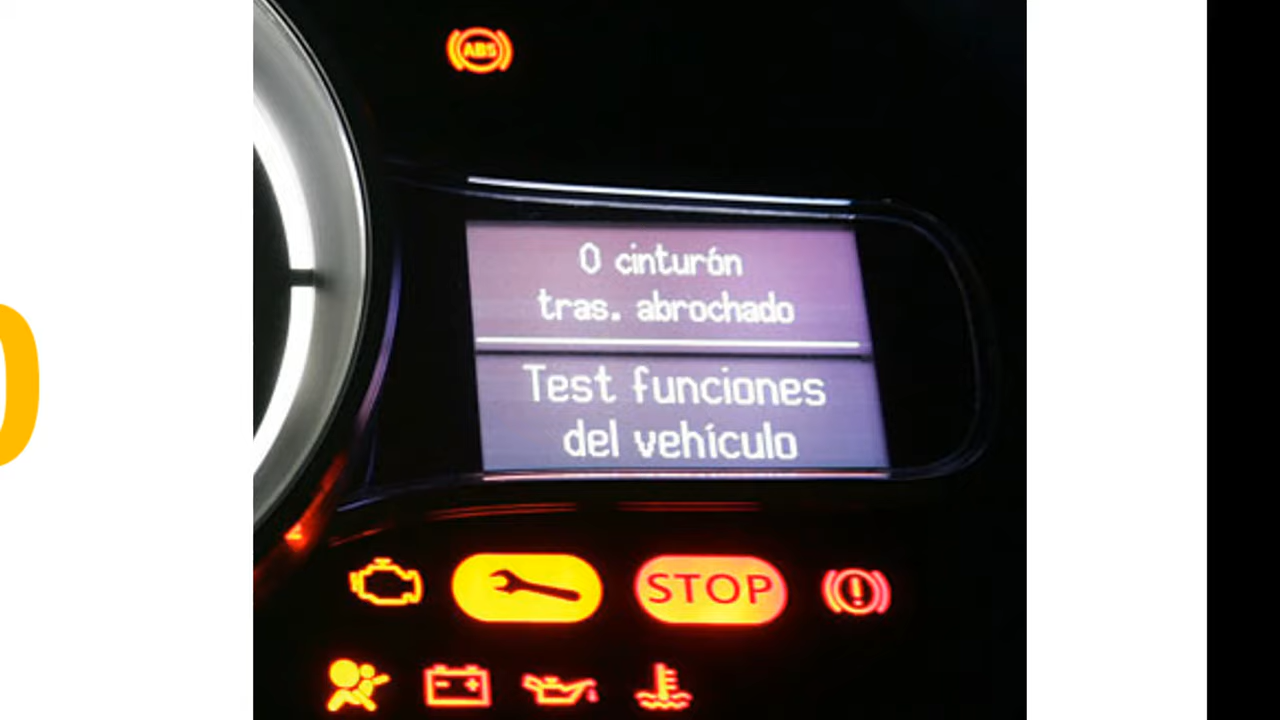 ABS
0 cinturón
tras. abrochado
Test funciones
del vehículo
STOP